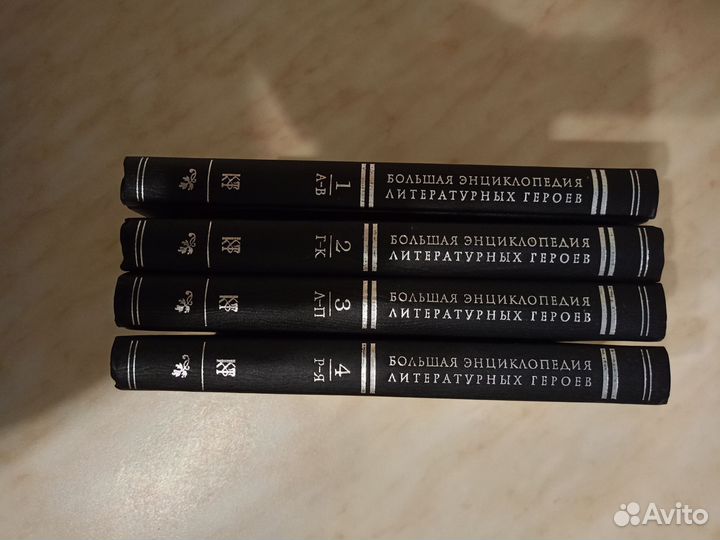 БОЛЬШАЯ ЭНЦИКЛОПЕДИЯ
ЛИТЕРАТУРНЫХ ГЕРОЕВ
1
А-В
БОЛЬШАЯ ЭНЦИКЛОПЕДИЯ
ЛИТЕРАТУРНЫХ ГЕРОЕВ
2
Г-К
БОЛЬШАЯ ЭНЦИКЛОПЕДИЯ
ЛИТЕРАТУРНЫХ ГЕРОЕВ
3
Л-П
БОЛЬШАЯ ЭНЦИКЛОПЕДИЯ
ЛИТЕРАТУРНЫХ ГЕРОЕВ
4
Р-Я
Avito